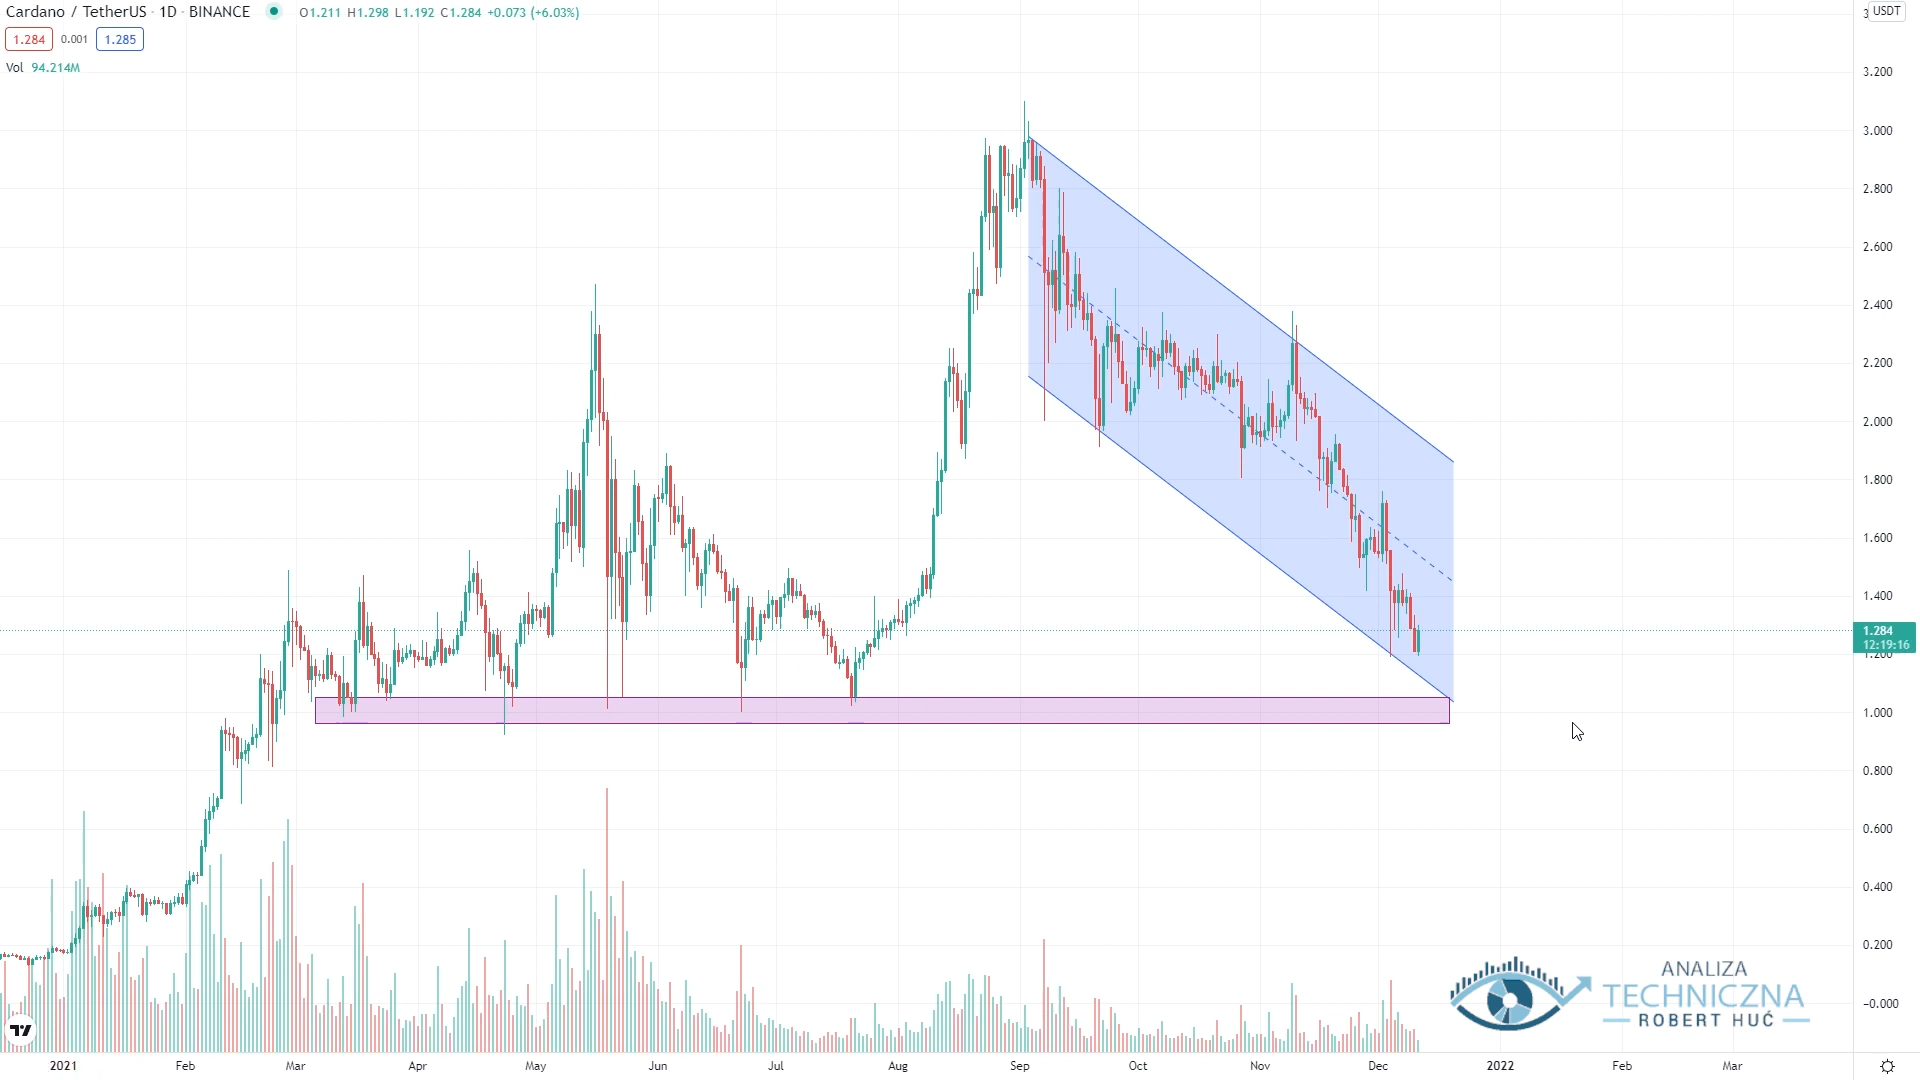 Cardano / TetherUS · 1D · BINANCE O1.211 H1.298 L1.192 C1.284 +0.073 (+6.03%)
1.284 0.001 1.285
Vol 94.214M
USDT
3.200
3.000
2.800
2.600
2.400
2.200
2.000
1.800
1.600
1.400
1.284
12:19:16
1.200
1.000
0.800
0.600
0.400
0.200
−0.000
ANALIZA
TECHNICZNA
ROBERT HUĆ
2021 Feb Mar Apr May Jun Jul Aug Sep Oct Nov Dec 2022 Feb Mar